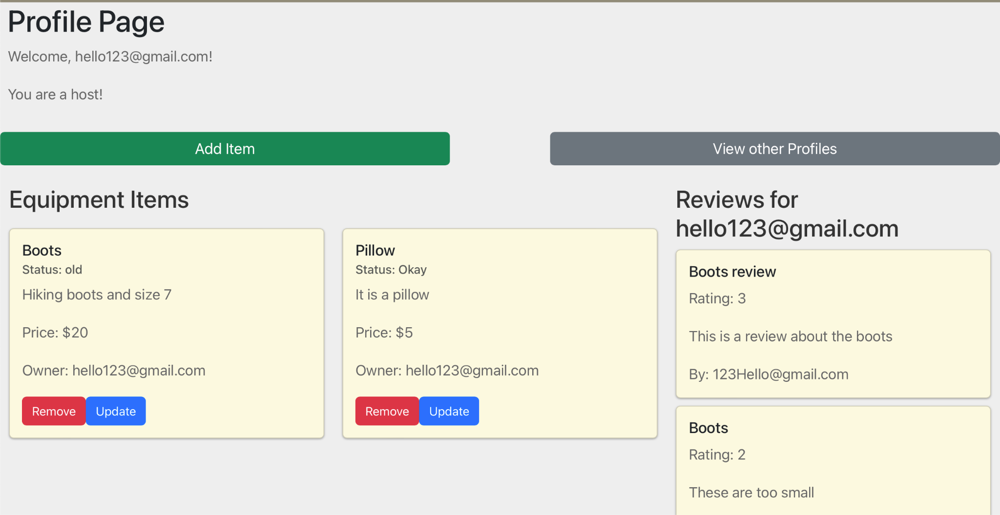 Profile Page
Welcome, hello123@gmail.com!
You are a host!
Add Item
View other Profiles
Equipment Items
Boots
Status: old
Hiking boots and size 7
Price: $20
Owner: hello123@gmail.com
Remove
Update
Pillow
Status: Okay
It is a pillow
Price: $5
Owner: hello123@gmail.com
Remove
Update
Reviews for
hello123@gmail.com
Boots review
Rating: 3
This is a review about the boots
By: 123Hello@gmail.com
Boots
Rating: 2
These are too small